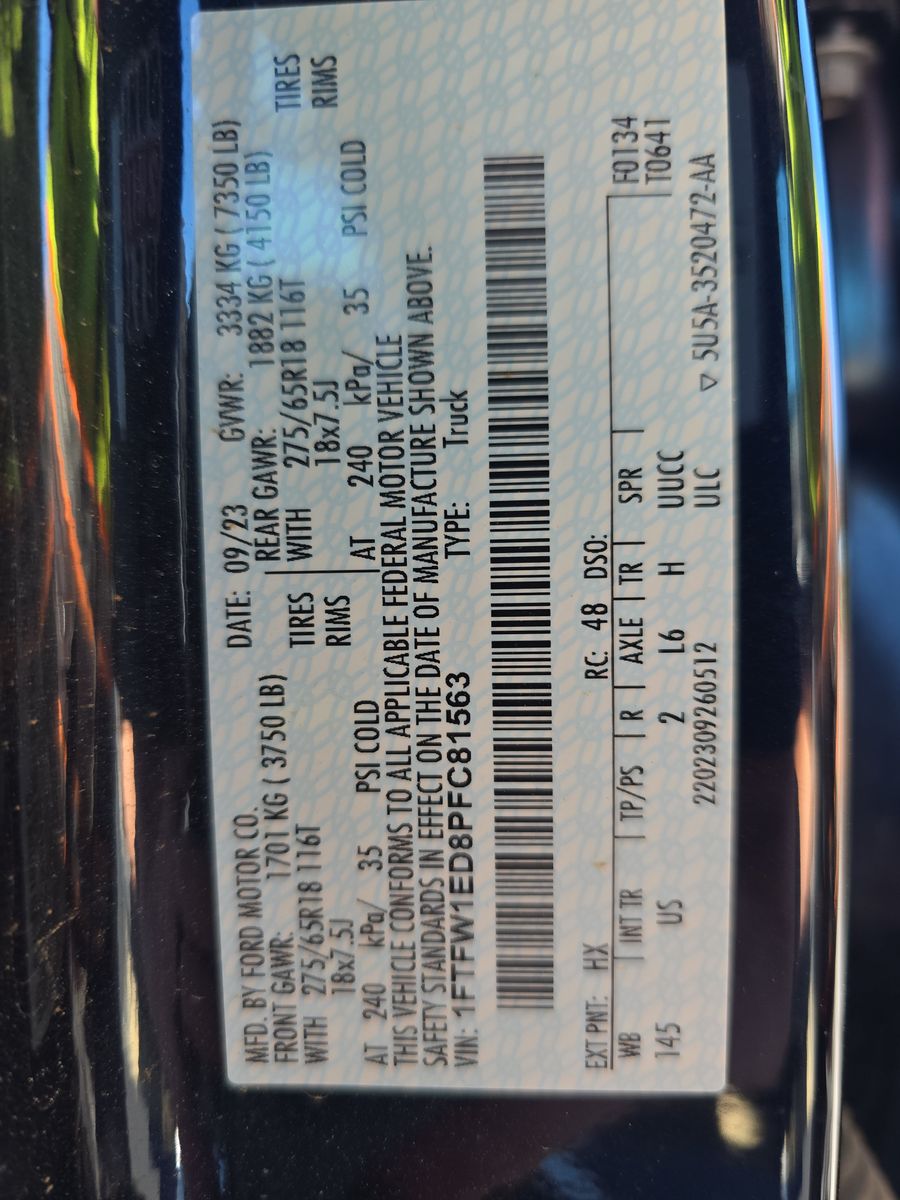 MFD. BY FORD MOTOR CO. DATE: 09/23 GVWR: 3334 KG ( 7350 LB)
FRONT GAWR: 1701 KG ( 3750 LB) REAR GAWR: 1882 KG ( 4150 LB)
WITH 275/65R18 116T TIRES WITH 275/65R18 116T TIRES
18x7.5J RIMS 18x7.5J RIMS
AT 240 kPa/ 35 PSI COLD AT 240 kPa/ 35 PSI COLD
THIS VEHICLE CONFORMS TO ALL APPLICABLE FEDERAL MOTOR VEHICLE
SAFETY STANDARDS IN EFFECT ON THE DATE OF MANUFACTURE SHOWN ABOVE.
VIN: 1FTFW1ED8PFC81563 TYPE: Truck
EXT PNT: HX RC: 48 DSO:
WB INT TR TP/PS R AXLE TR SPR F0134
145 US 2 L6 H UUCC T0641
2202309260512 ULC ▽ 5U5A-3520472-AA